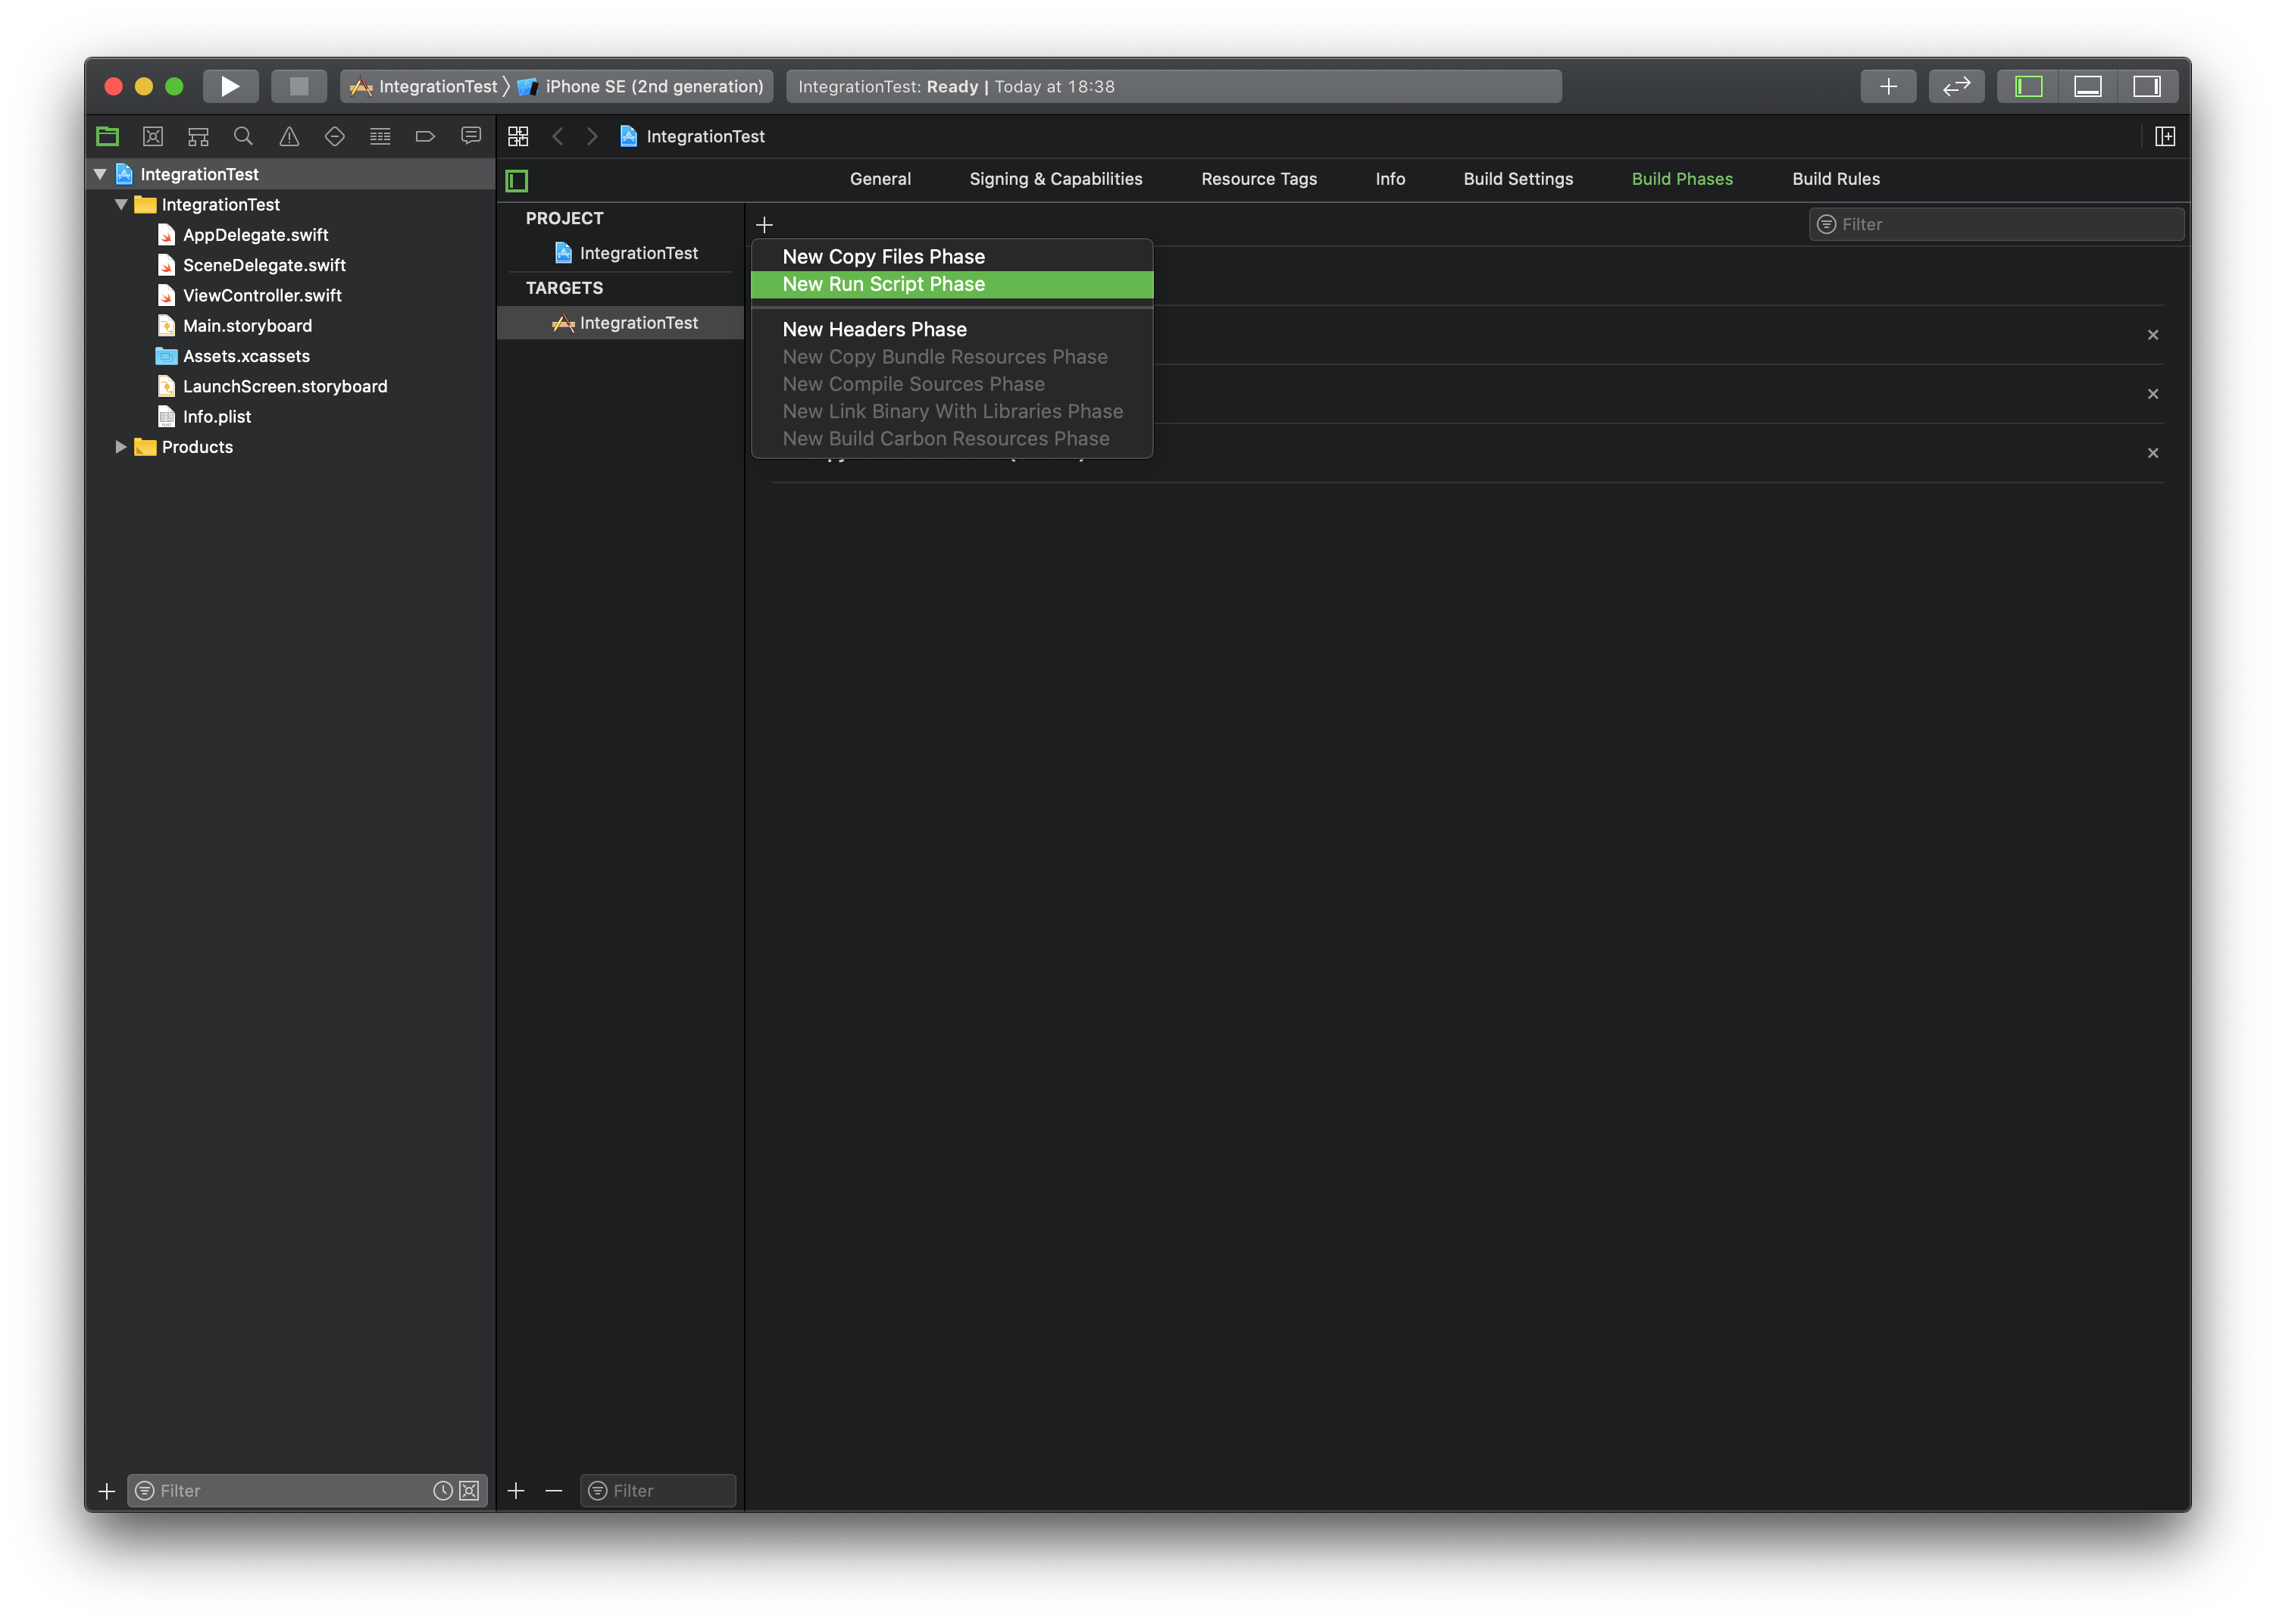 IntegrationTest
iPhone SE (2nd generation)
IntegrationTest: Ready | Today at 18:38
IntegrationTest
IntegrationTest
IntegrationTest
AppDelegate.swift
SceneDelegate.swift
ViewController.swift
Main.storyboard
Assets.xcassets
LaunchScreen.storyboard
Info.plist
Products
Filter
General
Signing & Capabilities
Resource Tags
Info
Build Settings
Build Phases
Build Rules
PROJECT
IntegrationTest
TARGETS
IntegrationTest
Filter
Filter
New Copy Files Phase
New Run Script Phase
New Headers Phase
New Copy Bundle Resources Phase
New Compile Sources Phase
New Link Binary With Libraries Phase
New Build Carbon Resources Phase